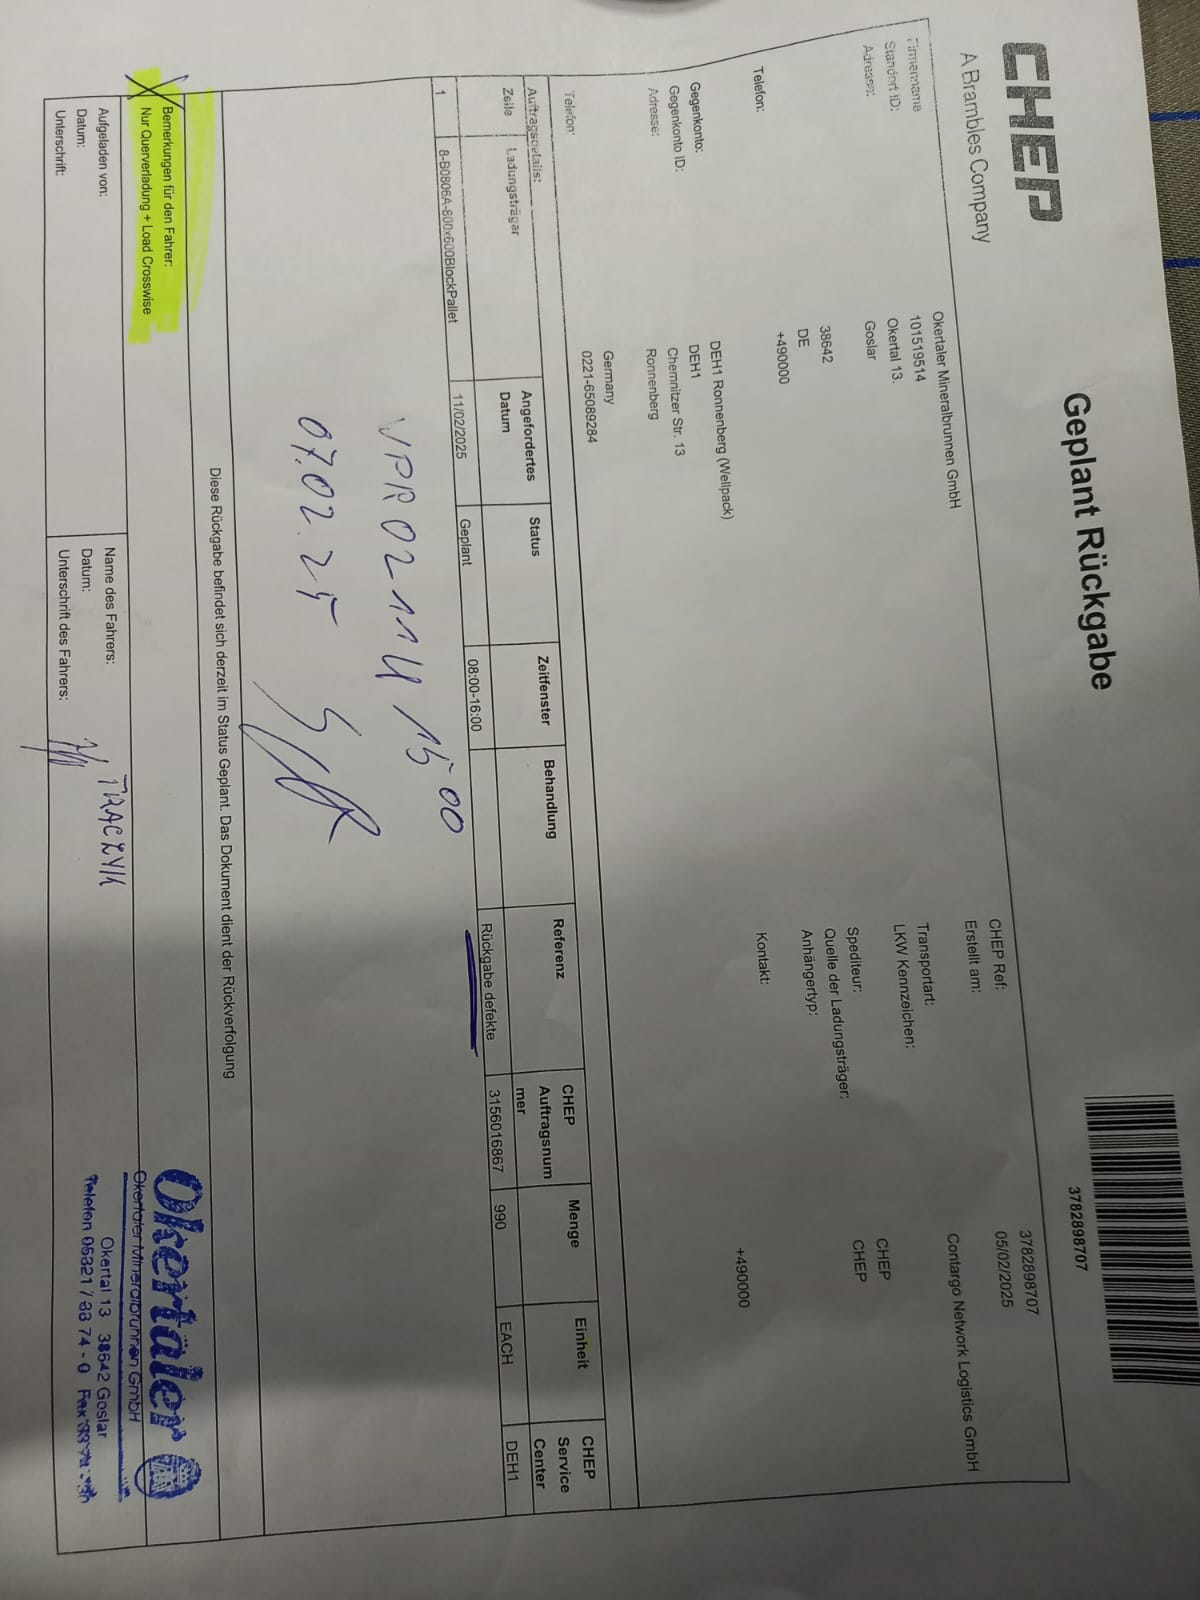 CHEP
A Brambles Company
Geplant Rückgabe
3782898707
Firmenname
Okertaler Mineralbrunnen GmbH
Standort ID:
101519514
Adresse:
Okertal 13.
Goslar
38642
DE
Telefon:
+490000
CHEP Ref:
3782898707
Erstellt am:
05/02/2025
Transportart:
LKW Kennzeichen:
Contargo Network Logistics GmbH
Spediteur:
CHEP
Quelle der Ladungsträger:
CHEP
Anhängertyp:
Kontakt:
+490000
Gegenkonto:
DEH1 Ronnenberg (Wellpack)
Gegenkonto ID:
DEH1
Adresse:
Chemnitzer Str. 13
Ronnenberg
Germany
Telefon:
0221-65089284
Auftragsdetails:
Zeile Ladungsträger Angefordertes Datum Status Zeitfenster Behandlung Referenz CHEP Auftragsnummer Menge Einheit CHEP Service Center
1 8-B0806A-800x600BlockPallet 11/02/2025 Geplant 08:00-16:00 Rückgabe defekte 3156016867 990 EACH DEH1
07.02.25
Diese Rückgabe befindet sich derzeit im Status Geplant. Das Dokument dient der Rückverfolgung
Bemerkungen für den Fahrer:
Nur Querverladung + Load Crosswise
Aufgeladen von:
Datum:
Unterschrift:
Name des Fahrers: TKACZYK
Datum:
Unterschrift des Fahrers:
Okertaler
Okertaler Mineralbrunnen GmbH
Okertal 13 38642 Goslar
Telefon 05321 / 33 74 - 0 Fax